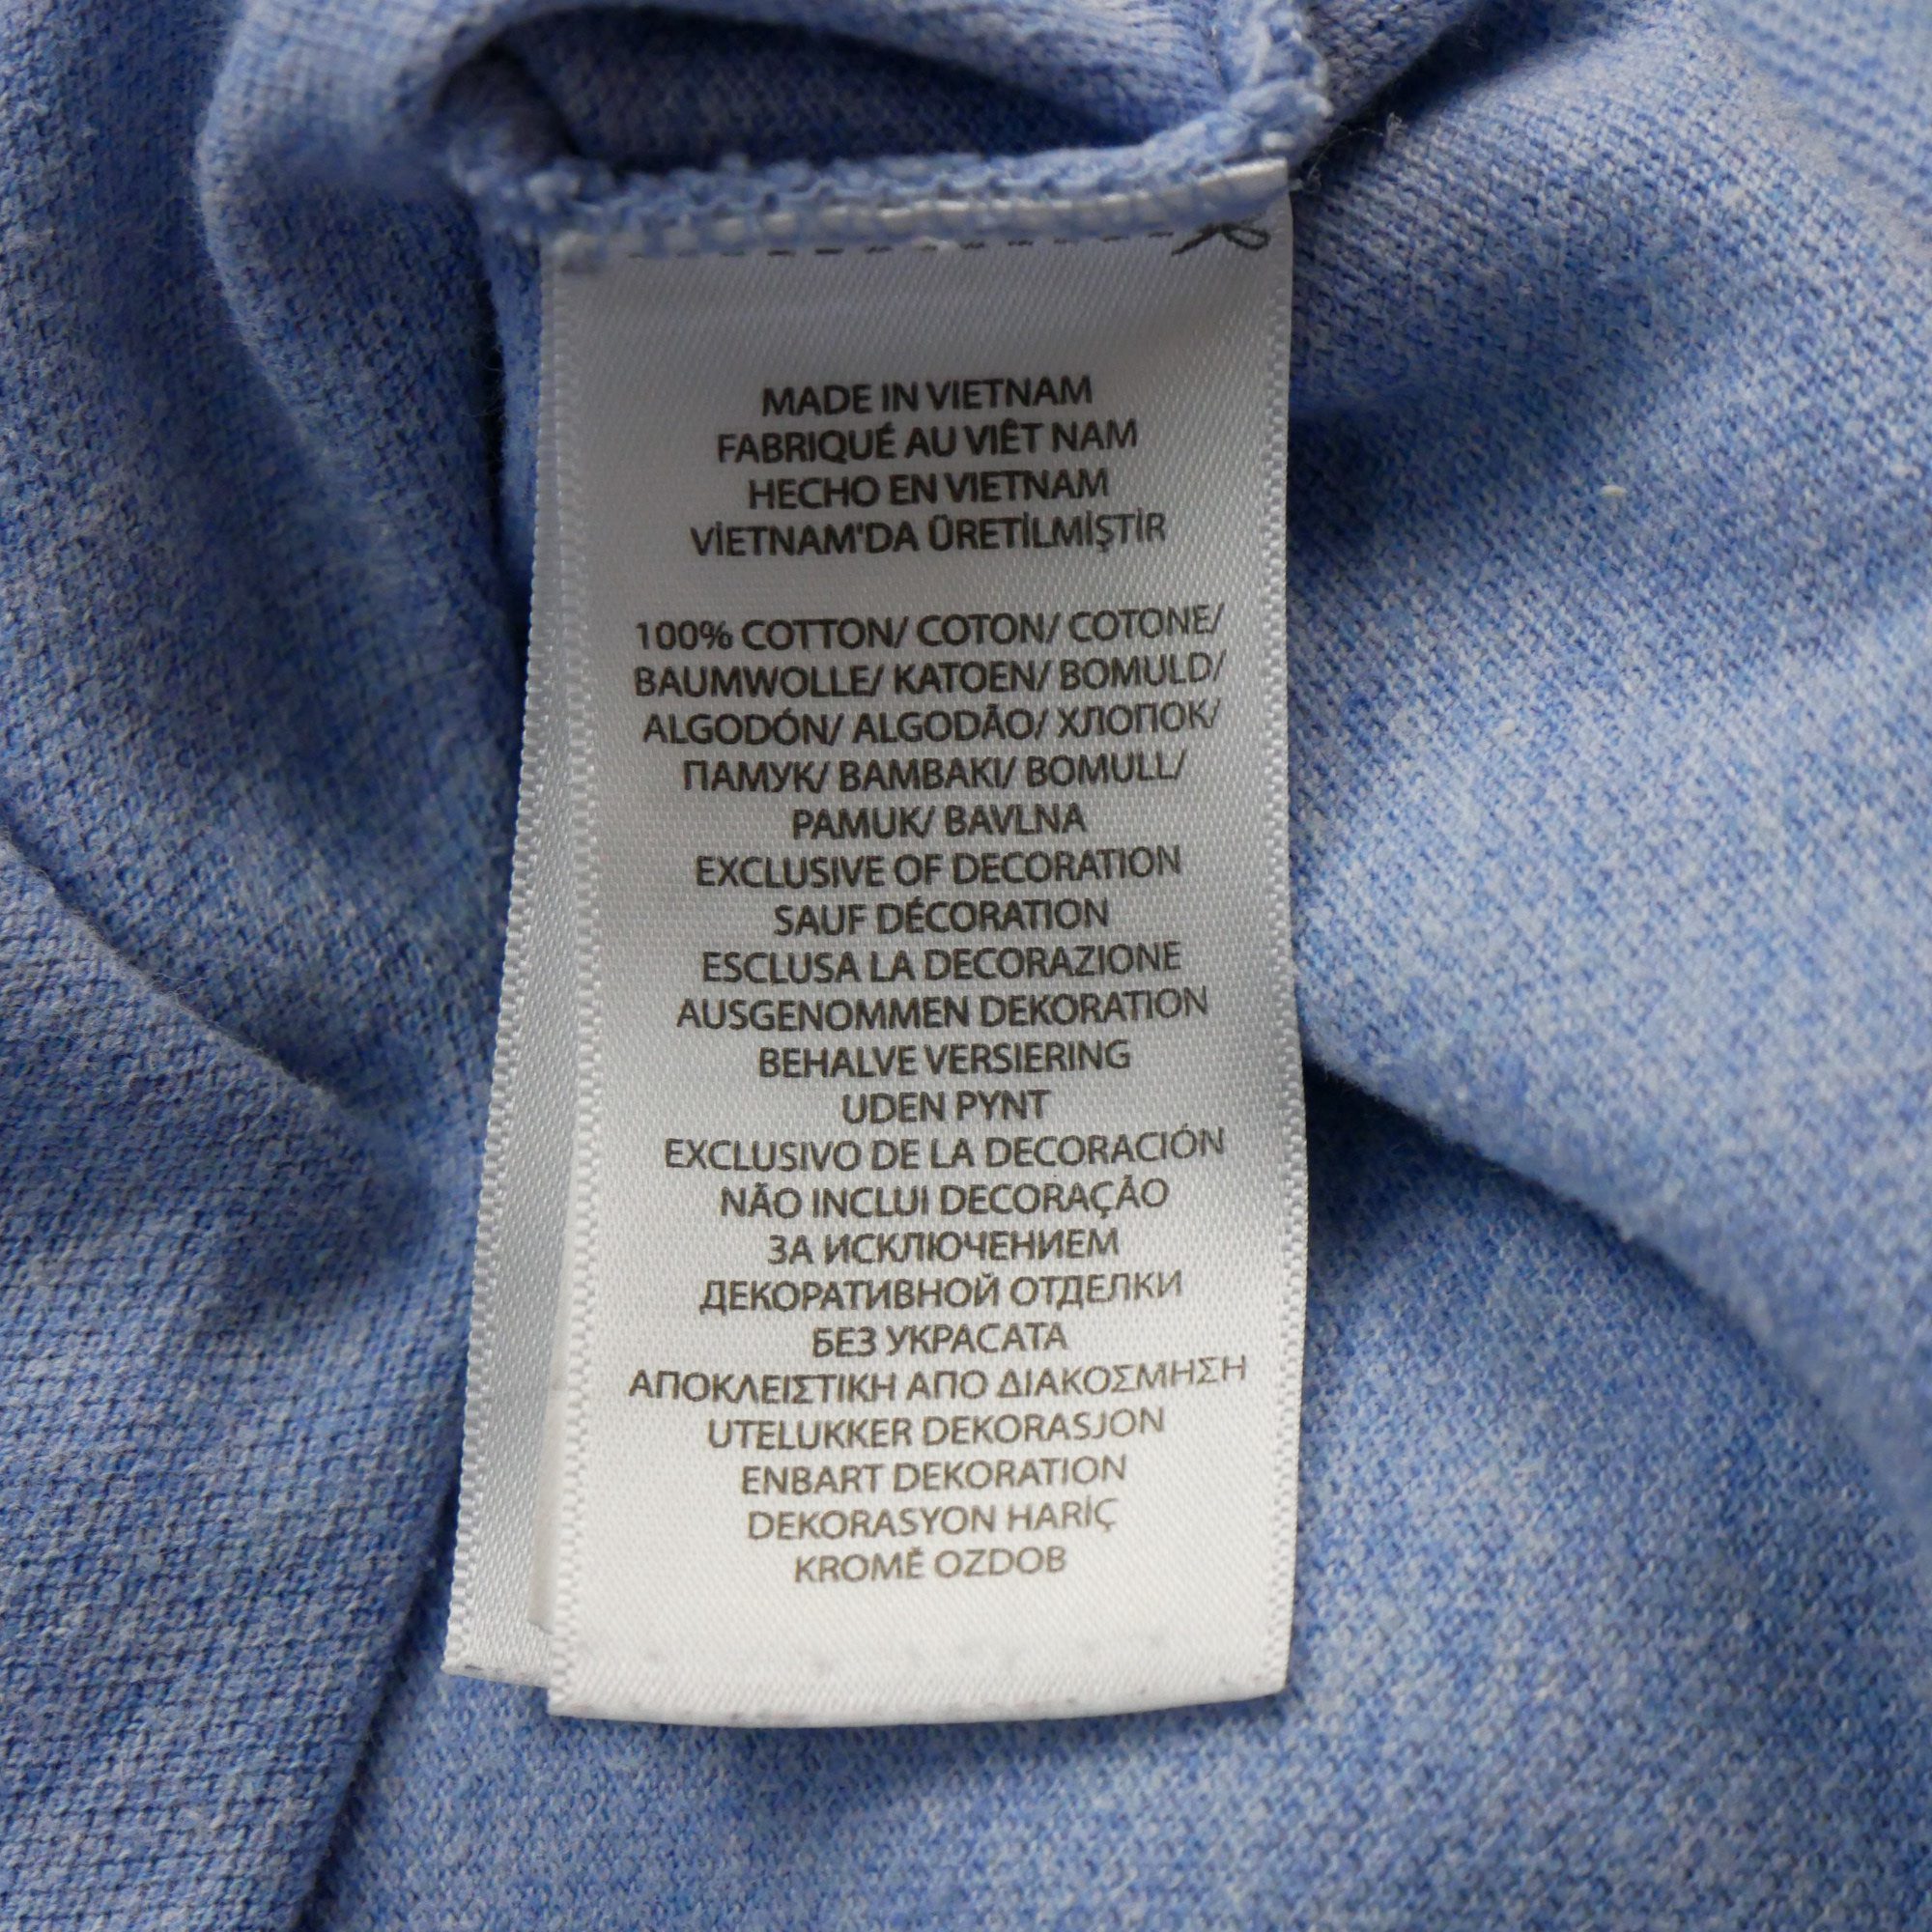 MADE IN VIETNAM
FABRIQUÉ AU VIÊT NAM
HECHO EN VIETNAM
VİETNAM'DA ÜRETİLMİŞTİR
100% COTTON/ COTON/ COTONE/
BAUMWOLLE/ KATOEN/ BOMULD/
ALGODÓN/ ALGODÃO/ ХЛОПОК/
ПАМУК/ ΒΑΜΒΑΚΙ/ BOMULL/
PAMUK/ BAVLNA
EXCLUSIVE OF DECORATION
SAUF DÉCORATION
ESCLUSA LA DECORAZIONE
AUSGENOMMEN DEKORATION
BEHALVE VERSIERING
UDEN PYNT
EXCLUSIVO DE LA DECORACIÓN
NÃO INCLUI DECORAÇÃO
ЗА ИСКЛЮЧЕНИЕМ
ДЕКОРАТИВНОЙ ОТДЕЛКИ
БЕЗ УКРАСАТА
ΑΠΟΚΛΕΙΣΤΙΚΗ ΑΠΟ ΔΙΑΚΟΣΜΗΣΗ
UTELUKKER DEKORASJON
ENBART DEKORATION
DEKORASYON HARİÇ
KROMĚ OZDOB